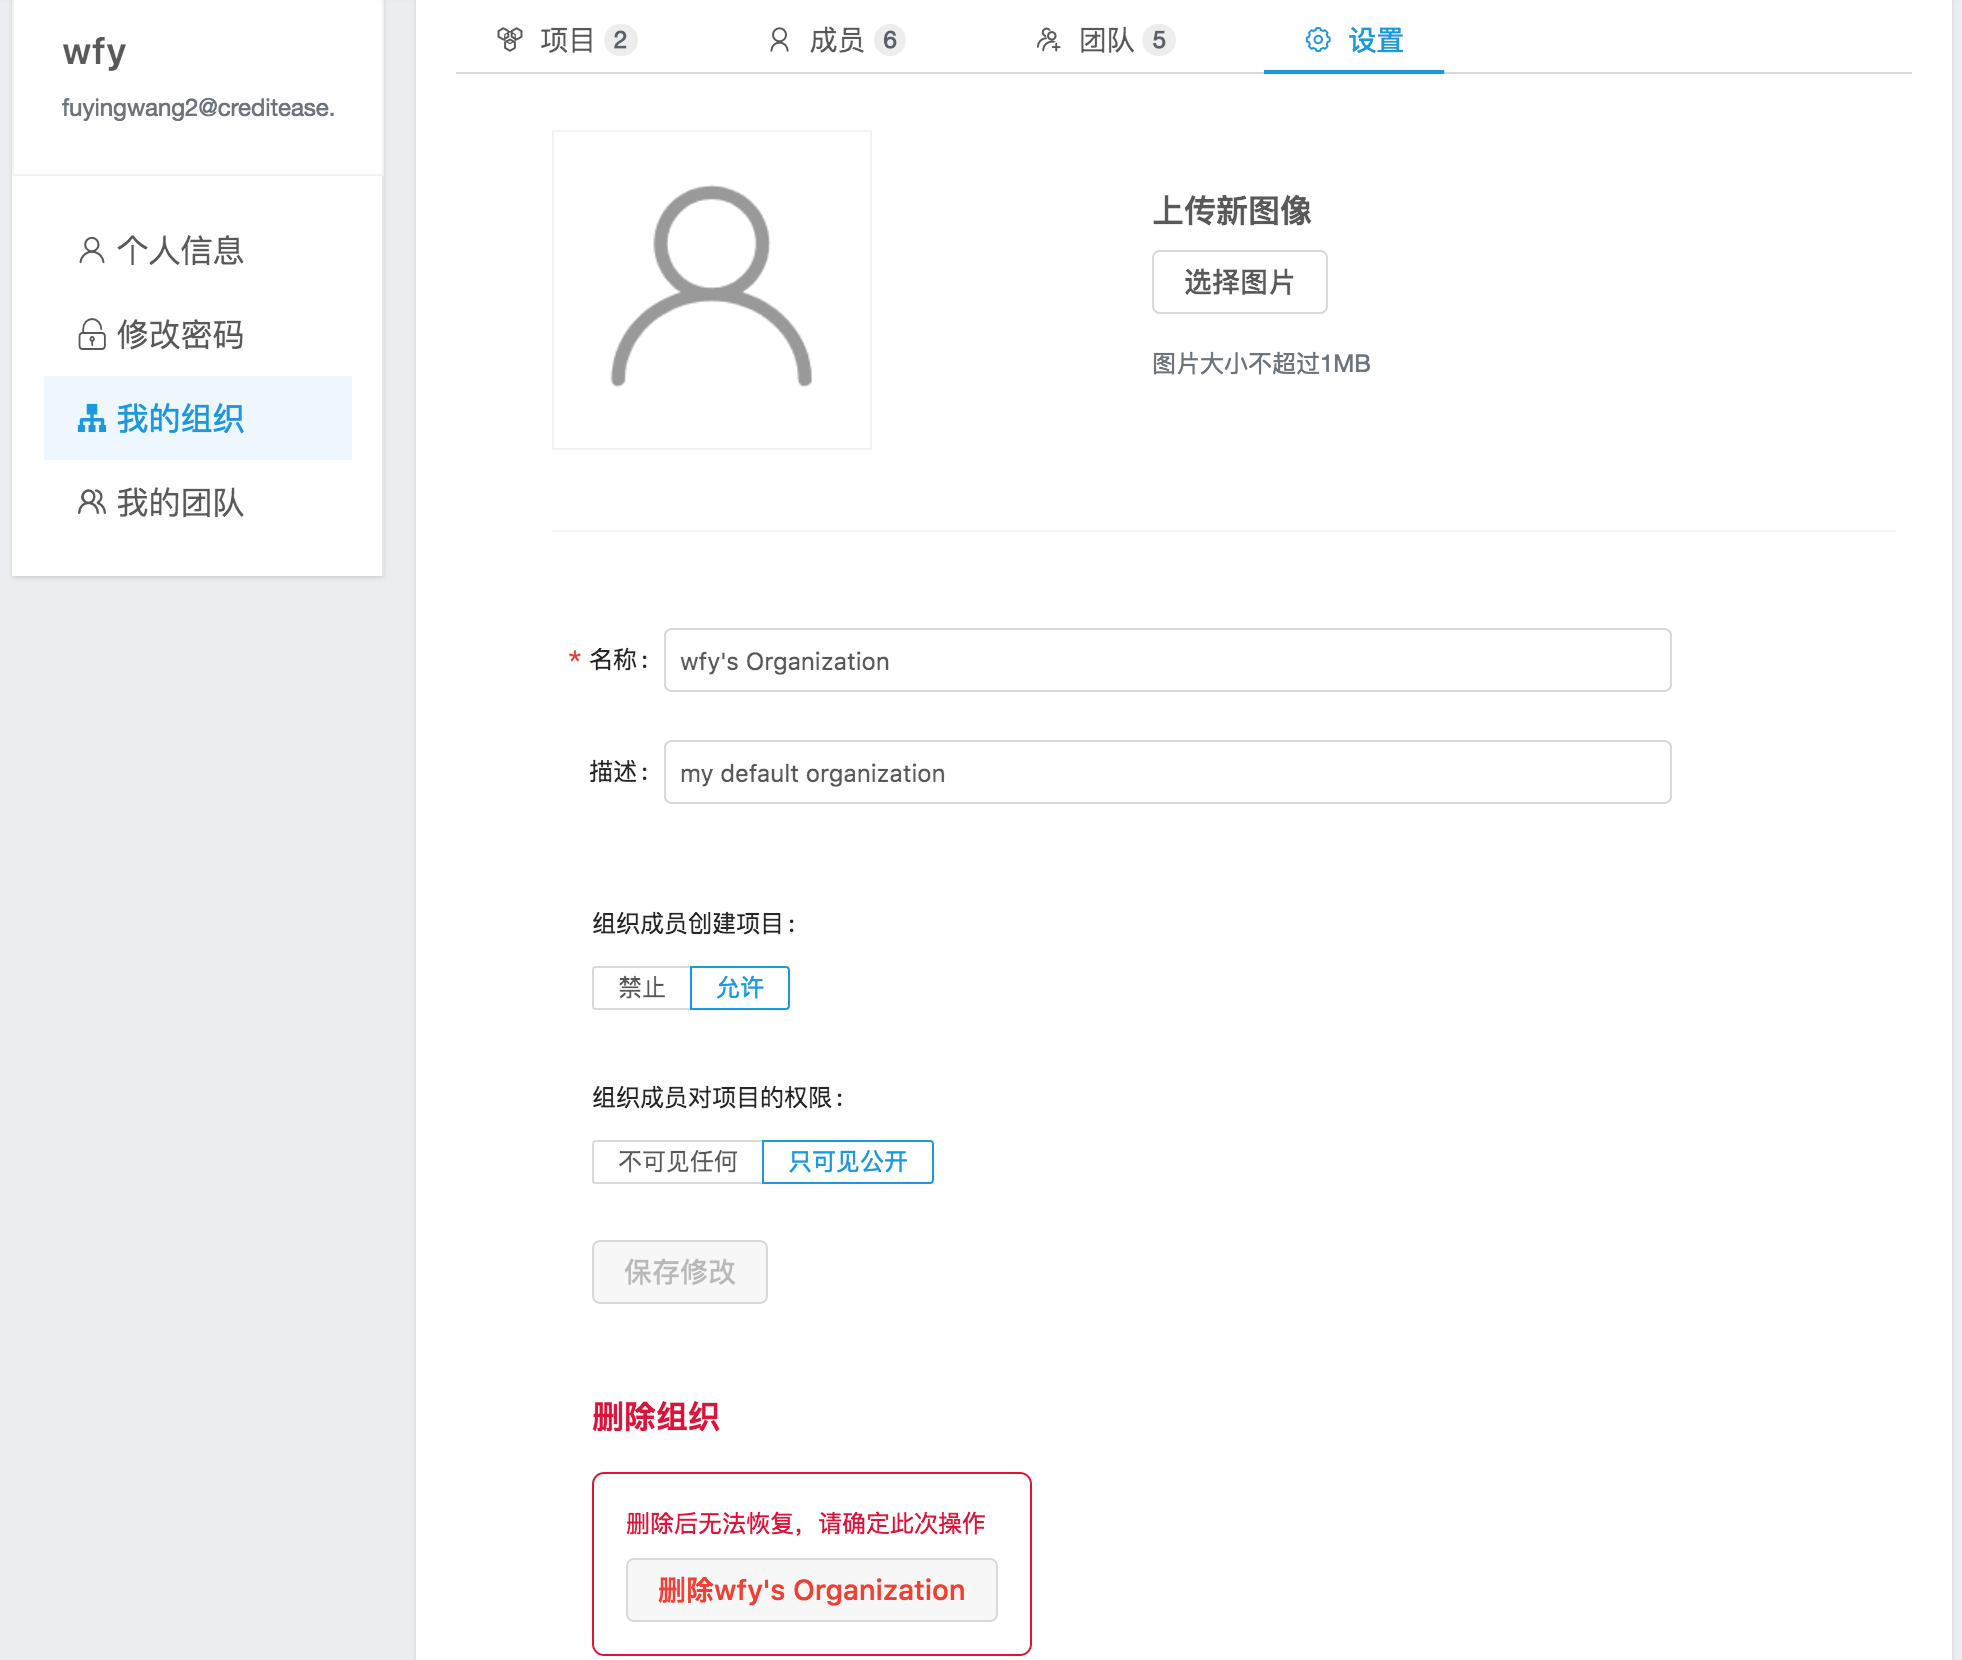 wfy
fuyingwang2@creditease.
个人信息
修改密码
我的组织
我的团队
项目 2 成员 6 团队 5 设置
上传新图像
选择图片
图片大小不超过1MB
* 名称: wfy's Organization
描述: my default organization
组织成员创建项目:
禁止 允许
组织成员对项目的权限:
不可见任何 只可见公开
保存修改
删除组织
删除后无法恢复，请确定此次操作
删除wfy's Organization